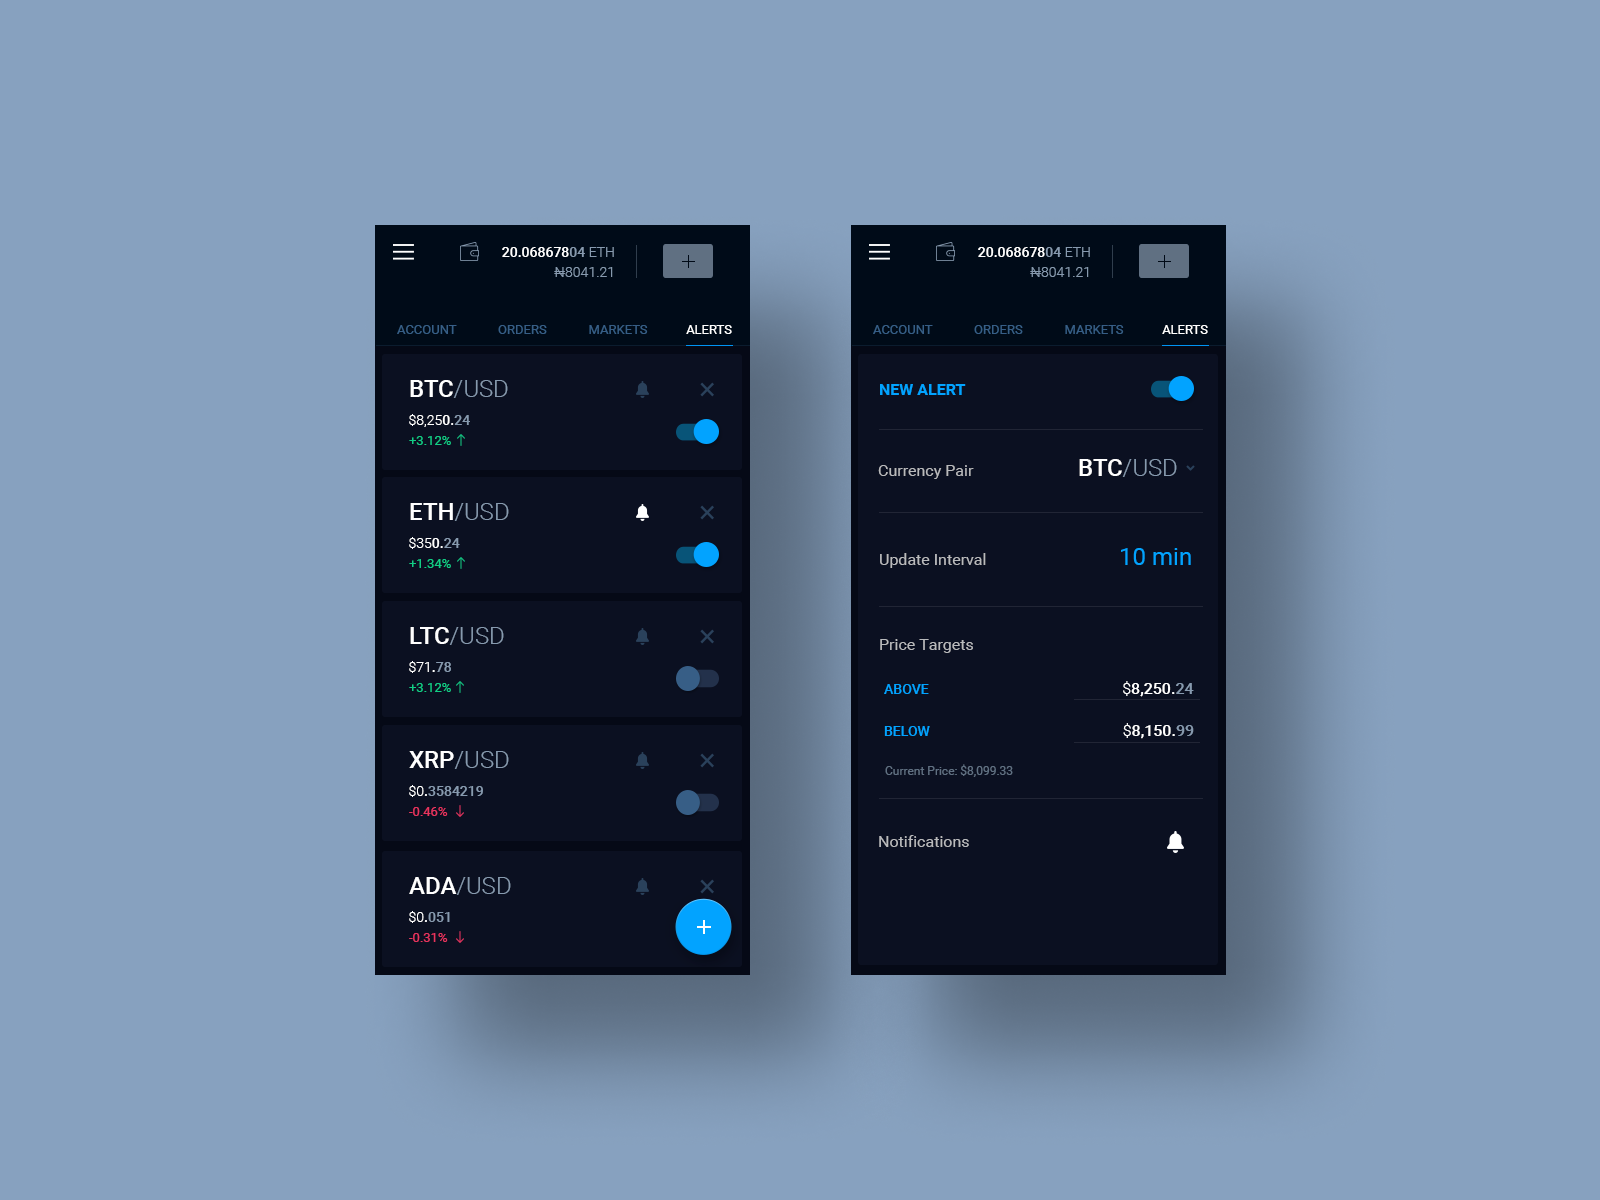 20.06867804 ETH
₦8041.21
ACCOUNT ORDERS MARKETS ALERTS
BTC/USD
$8,250.24
+3.12% ↑
ETH/USD
$350.24
+1.34% ↑
LTC/USD
$71.78
+3.12% ↑
XRP/USD
$0.3584219
-0.46% ↓
ADA/USD
$0.051
-0.31% ↓
20.06867804 ETH
₦8041.21
ACCOUNT ORDERS MARKETS ALERTS
NEW ALERT
Currency Pair BTC/USD
Update Interval 10 min
Price Targets
ABOVE $8,250.24
BELOW $8,150.99
Current Price: $8,099.33
Notifications